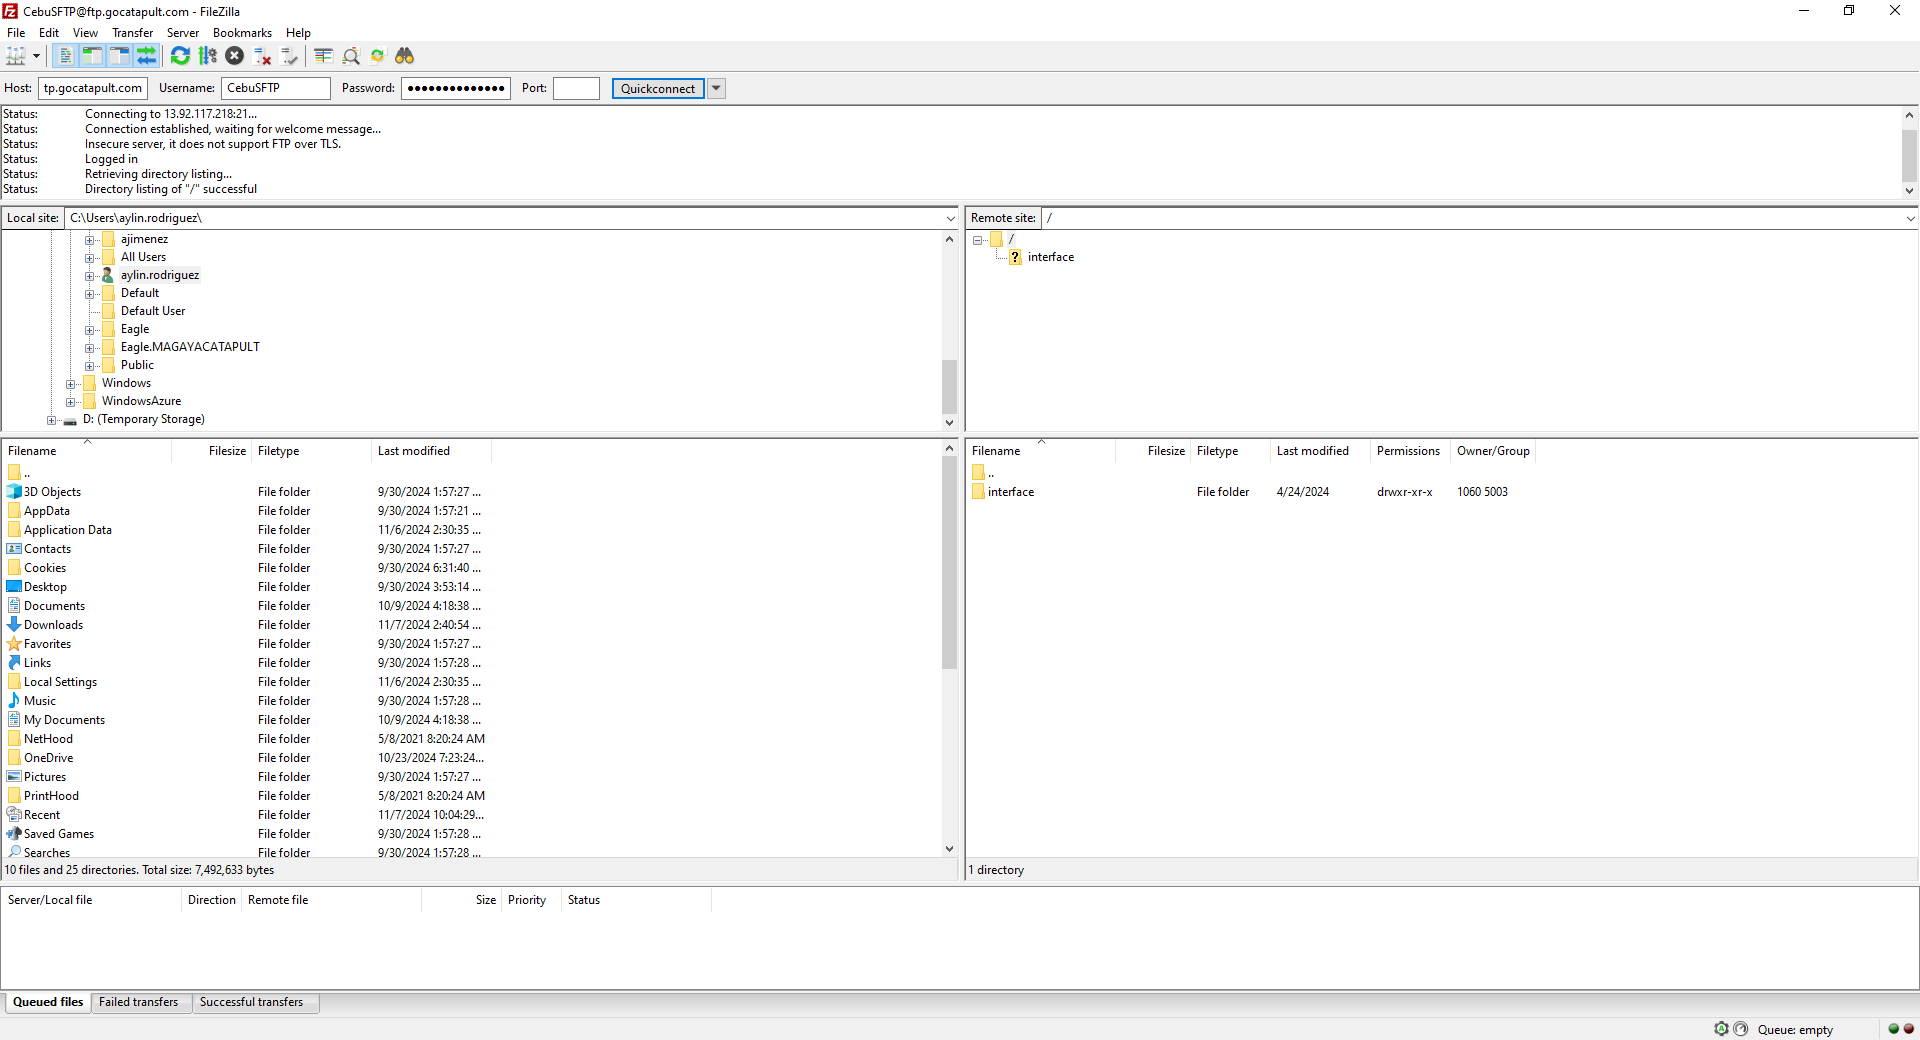 CebuSFTP@ftp.gocatapult.com - FileZilla
File Edit View Transfer Server Bookmarks Help
Host: tp.gocatapult.com Username: CebuSFTP Password: ●●●●●●●●●●●●●● Port: Quickconnect
Status: Connecting to 13.92.117.218:21...
Status: Connection established, waiting for welcome message...
Status: Insecure server, it does not support FTP over TLS.
Status: Logged in
Status: Retrieving directory listing...
Status: Directory listing of "/" successful
Local site: C:\Users\aylin.rodriguez\
ajimenez
All Users
aylin.rodriguez
Default
Default User
Eagle
Eagle.MAGAYACATAPULT
Public
Windows
WindowsAzure
D: (Temporary Storage)
Remote site: /
/
? interface
Filename Filesize Filetype Last modified
..
3D Objects File folder 9/30/2024 1:57:27 ...
AppData File folder 9/30/2024 1:57:21 ...
Application Data File folder 11/6/2024 2:30:35 ...
Contacts File folder 9/30/2024 1:57:27 ...
Cookies File folder 9/30/2024 6:31:40 ...
Desktop File folder 9/30/2024 3:53:14 ...
Documents File folder 10/9/2024 4:18:38 ...
Downloads File folder 11/7/2024 2:40:54 ...
Favorites File folder 9/30/2024 1:57:27 ...
Links File folder 9/30/2024 1:57:28 ...
Local Settings File folder 11/6/2024 2:30:35 ...
Music File folder 9/30/2024 1:57:28 ...
My Documents File folder 10/9/2024 4:18:38 ...
NetHood File folder 5/8/2021 8:20:24 AM
OneDrive File folder 10/23/2024 7:23:24...
Pictures File folder 9/30/2024 1:57:27 ...
PrintHood File folder 5/8/2021 8:20:24 AM
Recent File folder 11/7/2024 10:04:29...
Saved Games File folder 9/30/2024 1:57:28 ...
Searches File folder 9/30/2024 1:57:28 ...
10 files and 25 directories. Total size: 7,492,633 bytes
Filename Filesize Filetype Last modified Permissions Owner/Group
..
interface File folder 4/24/2024 drwxr-xr-x 1060 5003
1 directory
Server/Local file Direction Remote file Size Priority Status
Queued files Failed transfers Successful transfers
Queue: empty